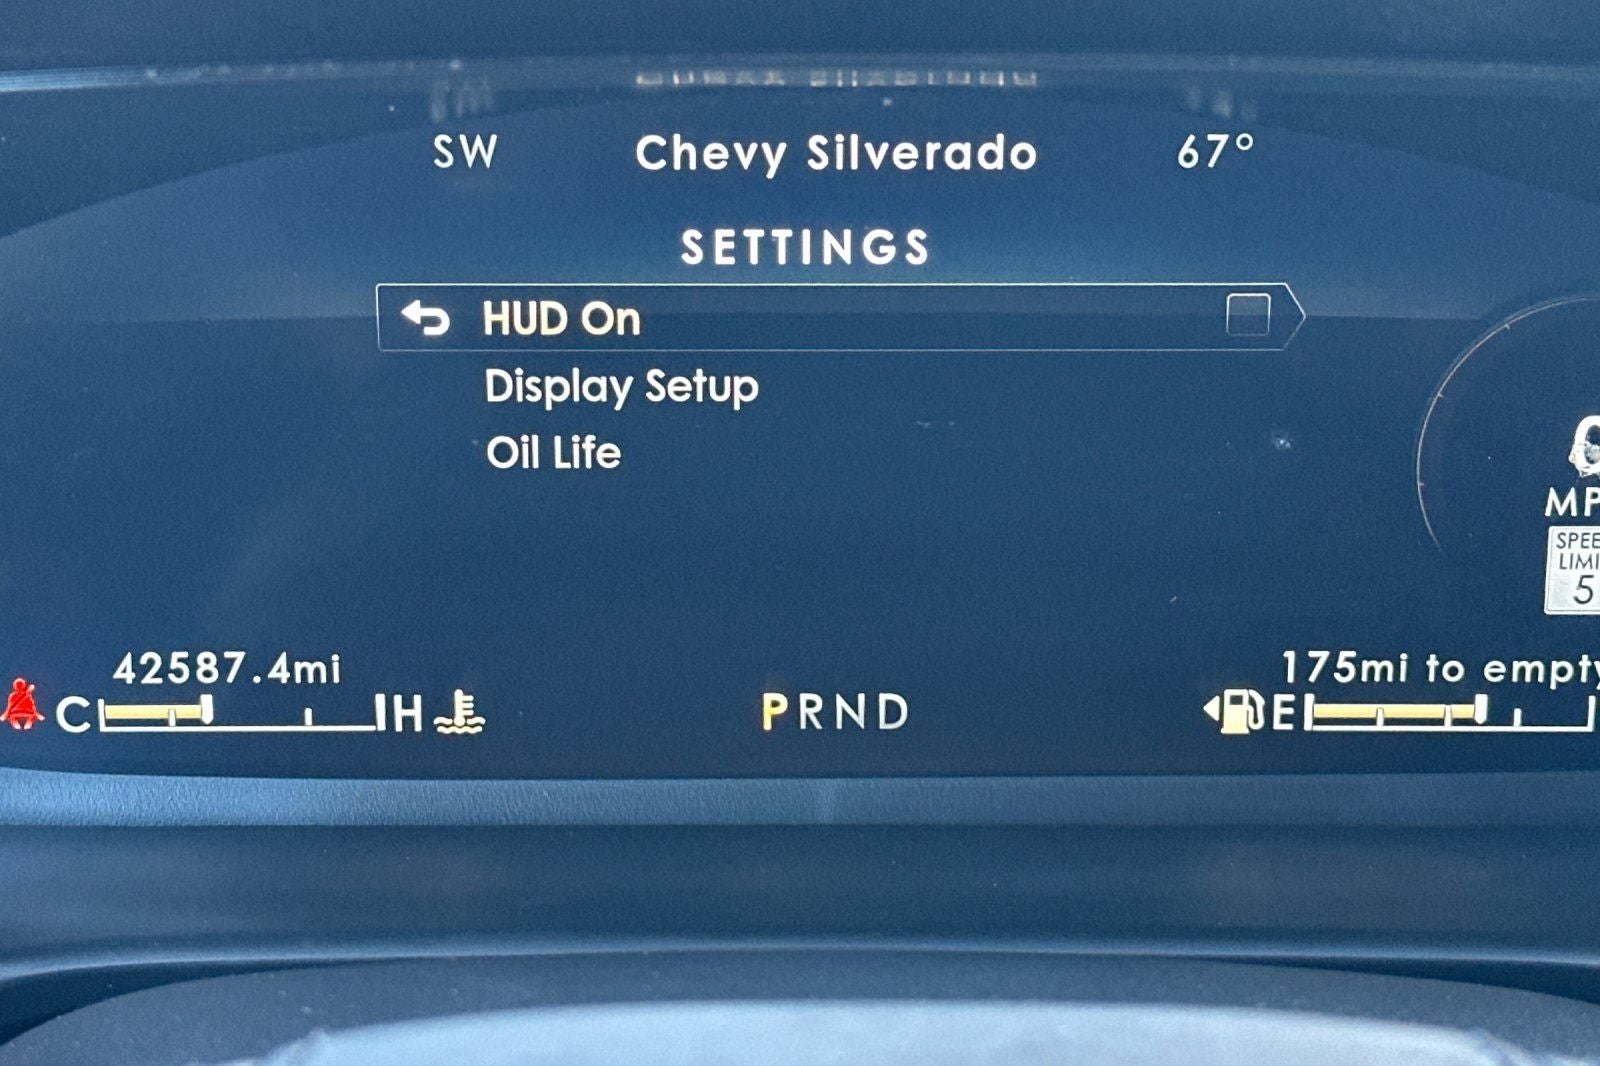 SW Chevy Silverado 67°
SETTINGS
HUD On
Display Setup
Oil Life
42587.4mi
C H
PRND
175mi to empty
E